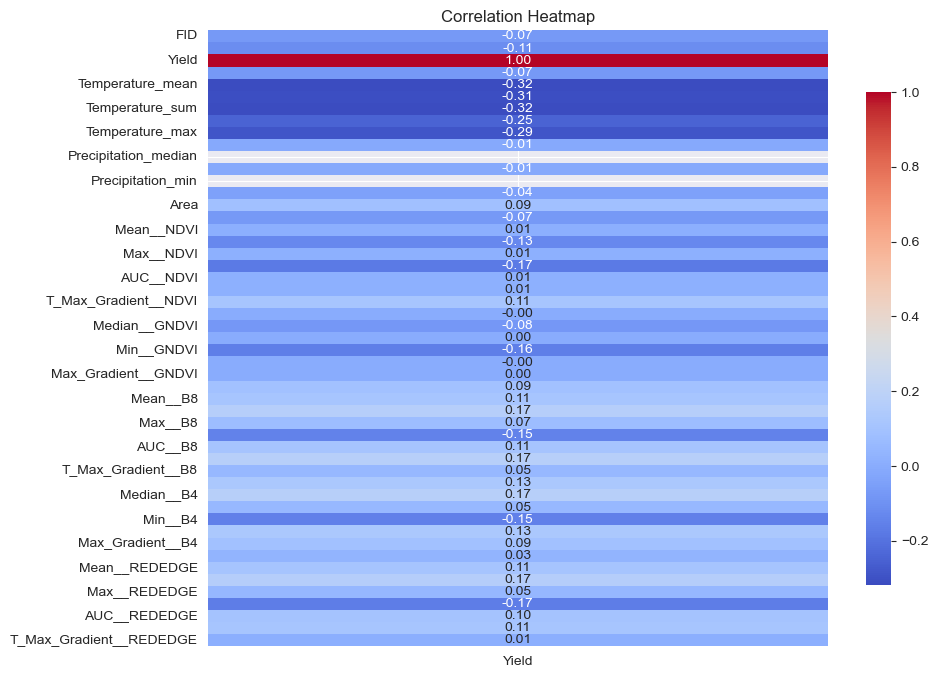 Correlation Heatmap
FID -0.07
-0.11
Yield 1.00
-0.07
Temperature_mean -0.32
-0.31
Temperature_sum -0.32
-0.25
Temperature_max -0.29
-0.01
Precipitation_median
-0.01
Precipitation_min
-0.04
Area 0.09
-0.07
Mean__NDVI 0.01
-0.13
Max__NDVI 0.01
-0.17
AUC__NDVI 0.01
0.01
T_Max_Gradient__NDVI 0.11
-0.00
Median__GNDVI -0.08
0.00
Min__GNDVI -0.16
-0.00
Max_Gradient__GNDVI 0.00
0.09
Mean__B8 0.11
0.17
Max__B8 0.07
-0.15
AUC__B8 0.11
0.17
T_Max_Gradient__B8 0.05
0.13
Median__B4 0.17
0.05
Min__B4 -0.15
0.13
Max_Gradient__B4 0.09
0.03
Mean__REDEDGE 0.11
0.17
Max__REDEDGE 0.05
-0.17
AUC__REDEDGE 0.10
0.11
T_Max_Gradient__REDEDGE 0.01
Yield
1.0
0.8
0.6
0.4
0.2
0.0
-0.2